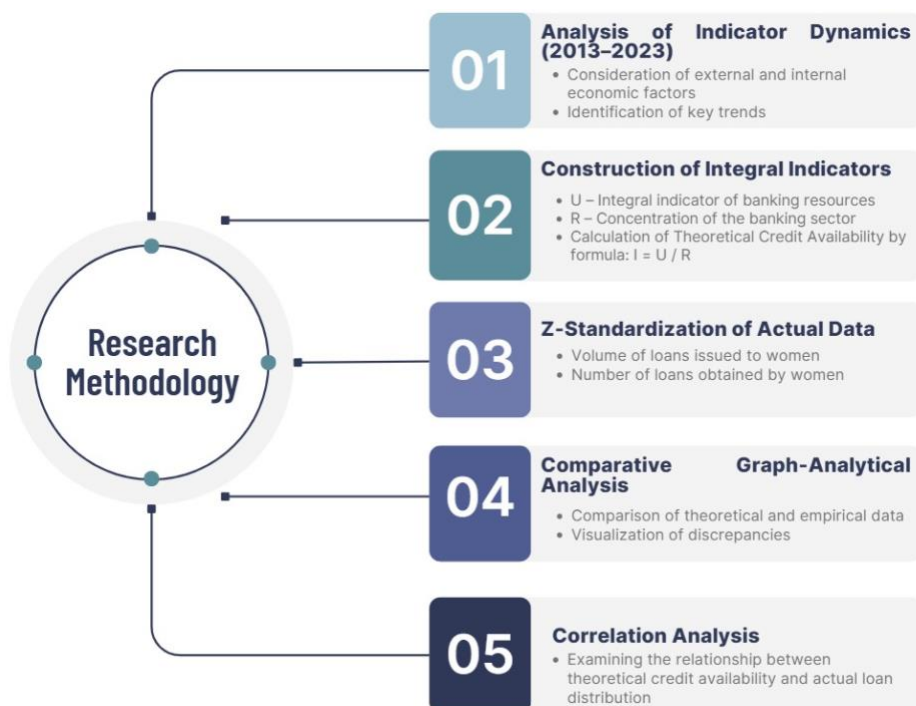 Research
Methodology
01
Analysis of Indicator Dynamics
(2013–2023)
• Consideration of external and internal
economic factors
• Identification of key trends
02
Construction of Integral Indicators
• U – Integral indicator of banking resources
• R – Concentration of the banking sector
• Calculation of Theoretical Credit Availability by
formula: I = U / R
03
Z-Standardization of Actual Data
• Volume of loans issued to women
• Number of loans obtained by women
04
Comparative Graph-Analytical
Analysis
• Comparison of theoretical and empirical data
• Visualization of discrepancies
05
Correlation Analysis
• Examining the relationship between
theoretical credit availability and actual loan
distribution